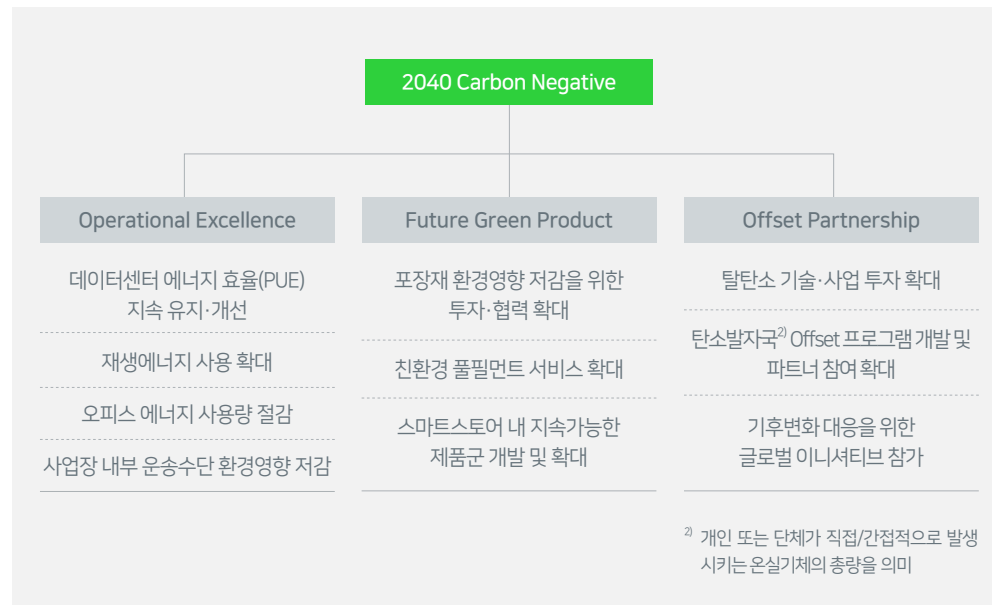 2040 Carbon Negative
Operational Excellence
데이터센터 에너지 효율(PUE)
지속 유지·개선
재생에너지 사용 확대
오피스 에너지 사용량 절감
사업장 내부 운송수단 환경영향 저감
Future Green Product
포장재 환경영향 저감을 위한
투자·협력 확대
친환경 풀필먼트 서비스 확대
스마트스토어 내 지속가능한
제품군 개발 및 확대
Offset Partnership
탈탄소 기술·사업 투자 확대
탄소발자국2) Offset 프로그램 개발 및
파트너 참여 확대
기후변화 대응을 위한
글로벌 이니셔티브 참가
2) 개인 또는 단체가 직접/간접적으로 발생
시키는 온실기체의 총량을 의미